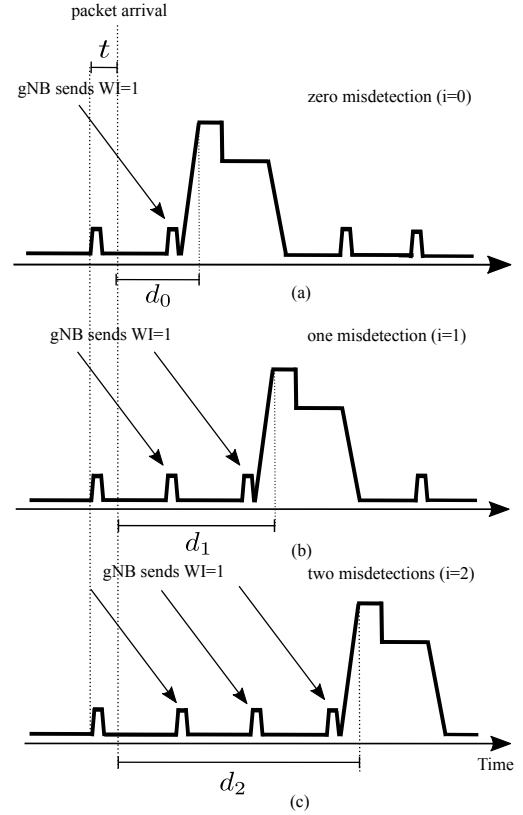 packet arrival
t
gNB sends WI=1
zero misdetection (i=0)
d0
(a)
gNB sends WI=1
one misdetection (i=1)
d1
(b)
gNB sends WI=1
two misdetections (i=2)
Time
d2
(c)